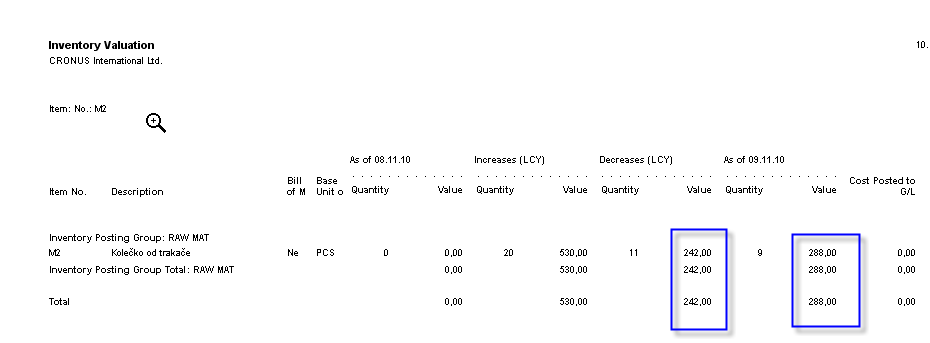 Inventory Valuation
10.
CRONUS International Ltd.
Item: No.: M2
As of 08.11.10 Increases (LCY) Decreases (LCY) As of 09.11.10
Item No. Description Bill of M Base Unit o Quantity Value Quantity Value Quantity Value Quantity Value Cost Posted to G/L
Inventory Posting Group: RAW MAT
M2 Kolečko od trakače Ne PCS 0 0,00 20 530,00 11 242,00 9 288,00 0,00
Inventory Posting Group Total: RAW MAT 0,00 530,00 242,00 288,00 0,00
Total 0,00 530,00 242,00 288,00 0,00